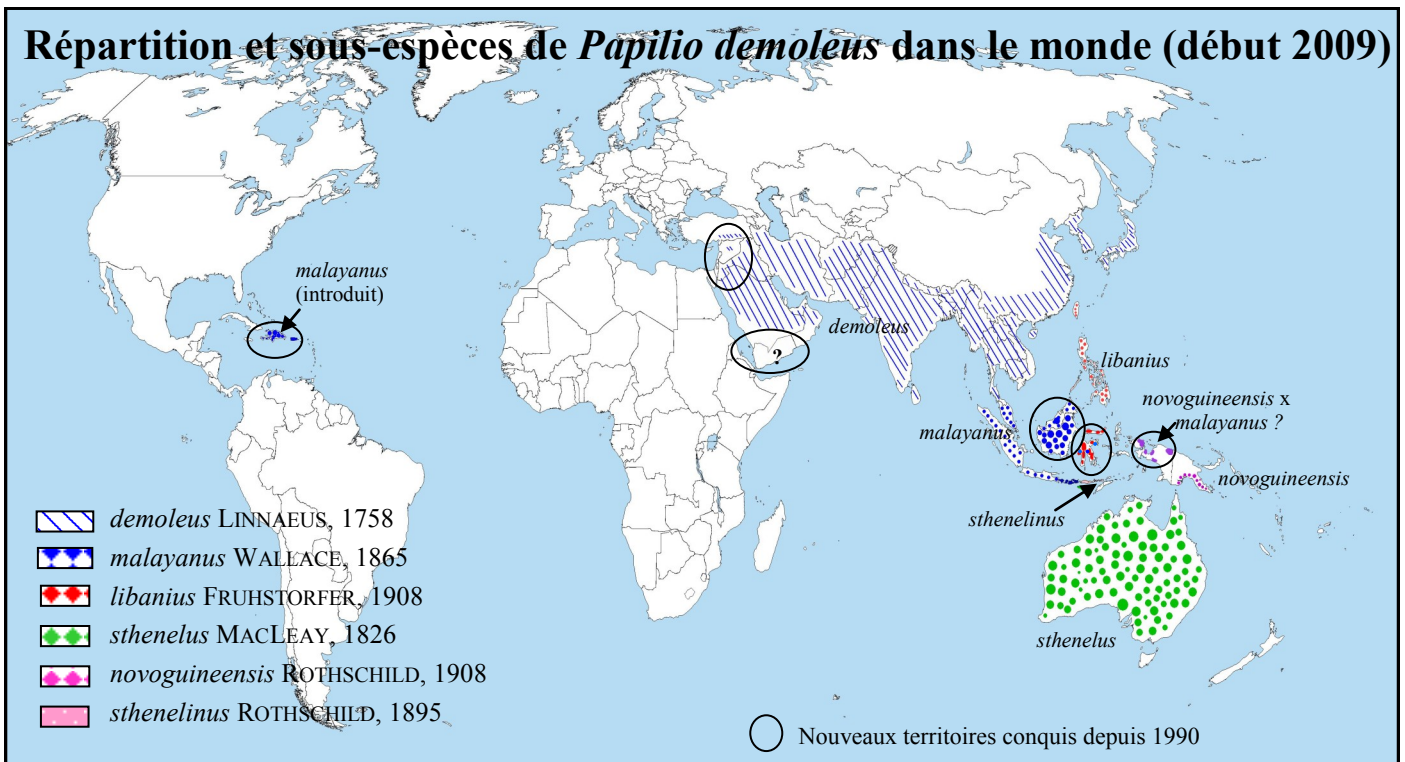 Répartition et sous-espèces de Papilio demoleus dans le monde (début 2009)
malayanus
(introduit)
demoleus
?
libanius
novoguineensis x
malayanus ?
malayanus
novoguineensis
sthenelinus
sthenelus
demoleus LINNAEUS, 1758
malayanus WALLACE, 1865
libanius FRUHSTORFER, 1908
sthenelus MACLEAY, 1826
novoguineensis ROTHSCHILD, 1908
sthenelinus ROTHSCHILD, 1895
Nouveaux territoires conquis depuis 1990